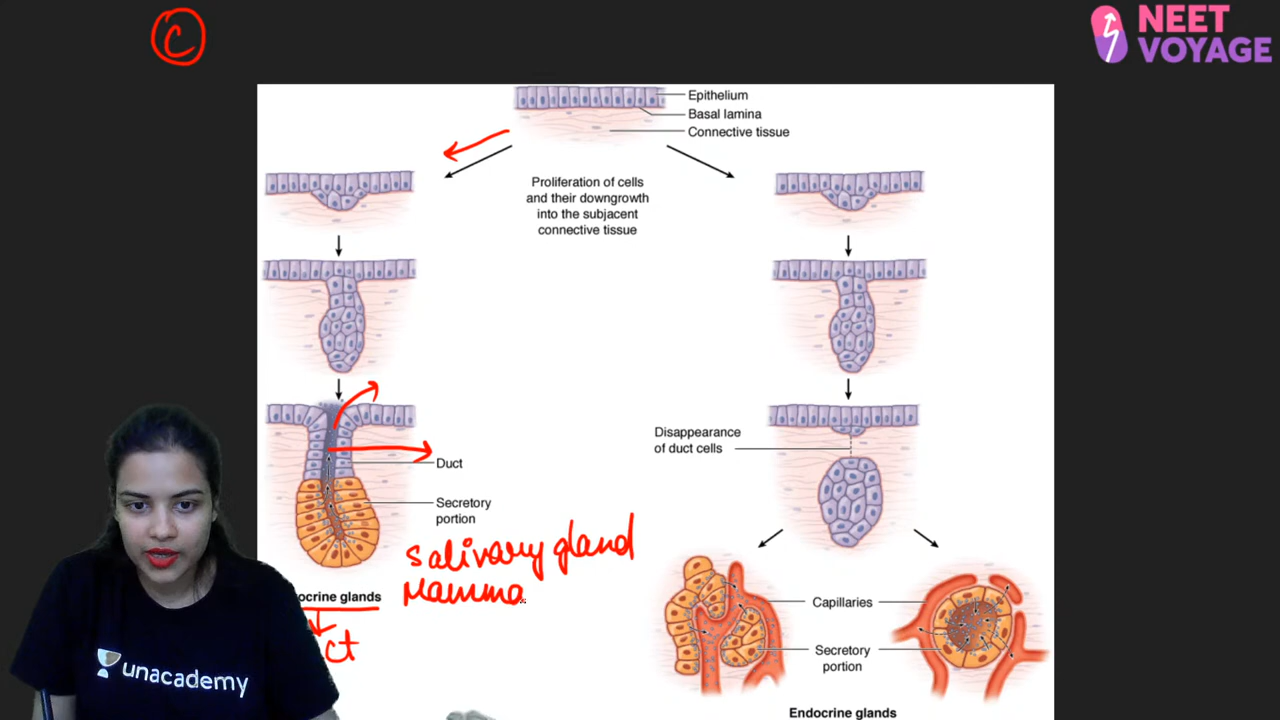 C
NEET
VOYAGE
Epithelium
Basal lamina
Connective tissue
Proliferation of cells
and their downgrowth
into the subjacent
connective tissue
Disappearance
of duct cells
Duct
Secretory
portion
Salivary gland
Mamma
ocrine glands
ct
Capillaries
Secretory
portion
Endocrine glands
unacademy